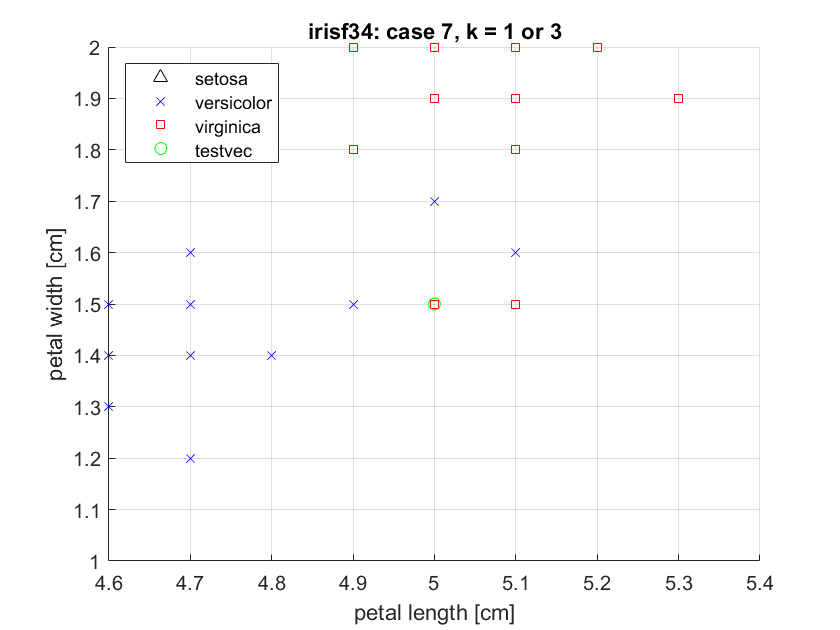 irisf34: case 7, k = 1 or 3
2
1.9
1.8
1.7
1.6
1.5
1.4
1.3
1.2
1.1
1
petal width [cm]
setosa
versicolor
virginica
testvec
4.6 4.7 4.8 4.9 5 5.1 5.2 5.3 5.4
petal length [cm]